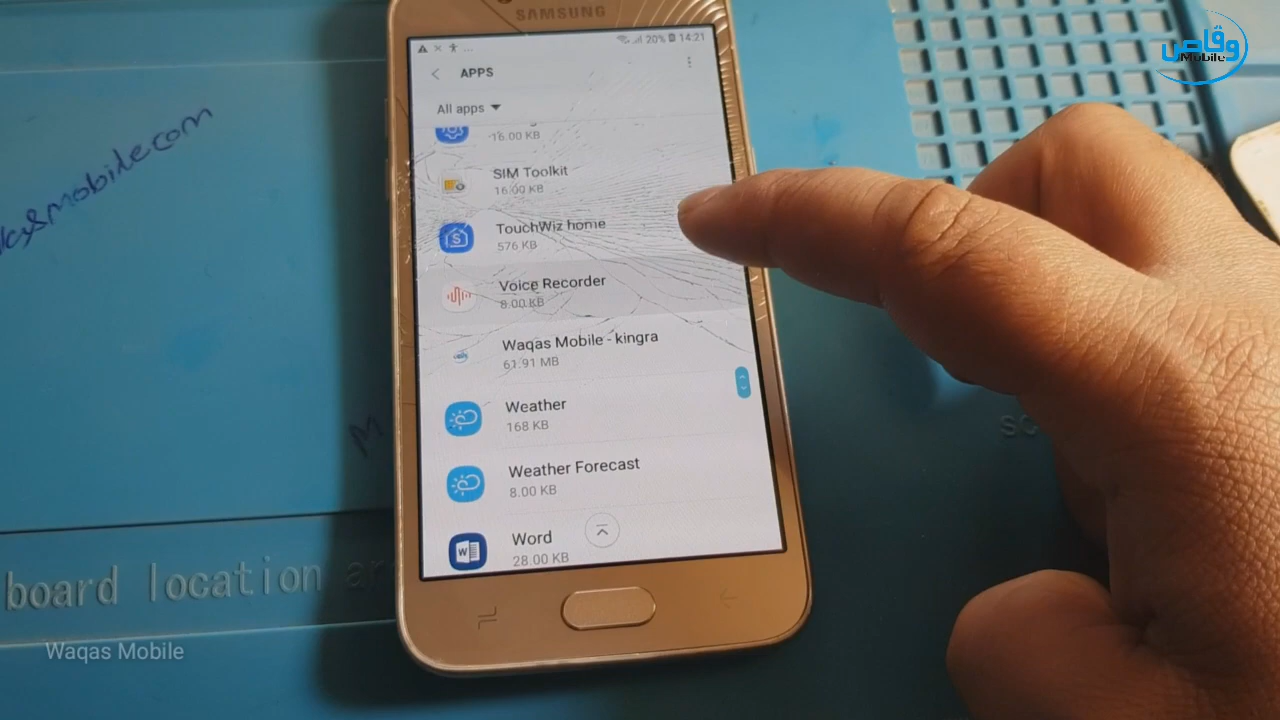 وقاص
Mobile
SAMSUNG
20% 14:21
APPS
All apps
16.00 KB
SIM Toolkit
16.00 KB
TouchWiz home
576 KB
Voice Recorder
8.00 KB
Waqas Mobile - kingra
61.91 MB
Weather
168 KB
Weather Forecast
8.00 KB
Word
28.00 KB
board location
Waqas Mobile